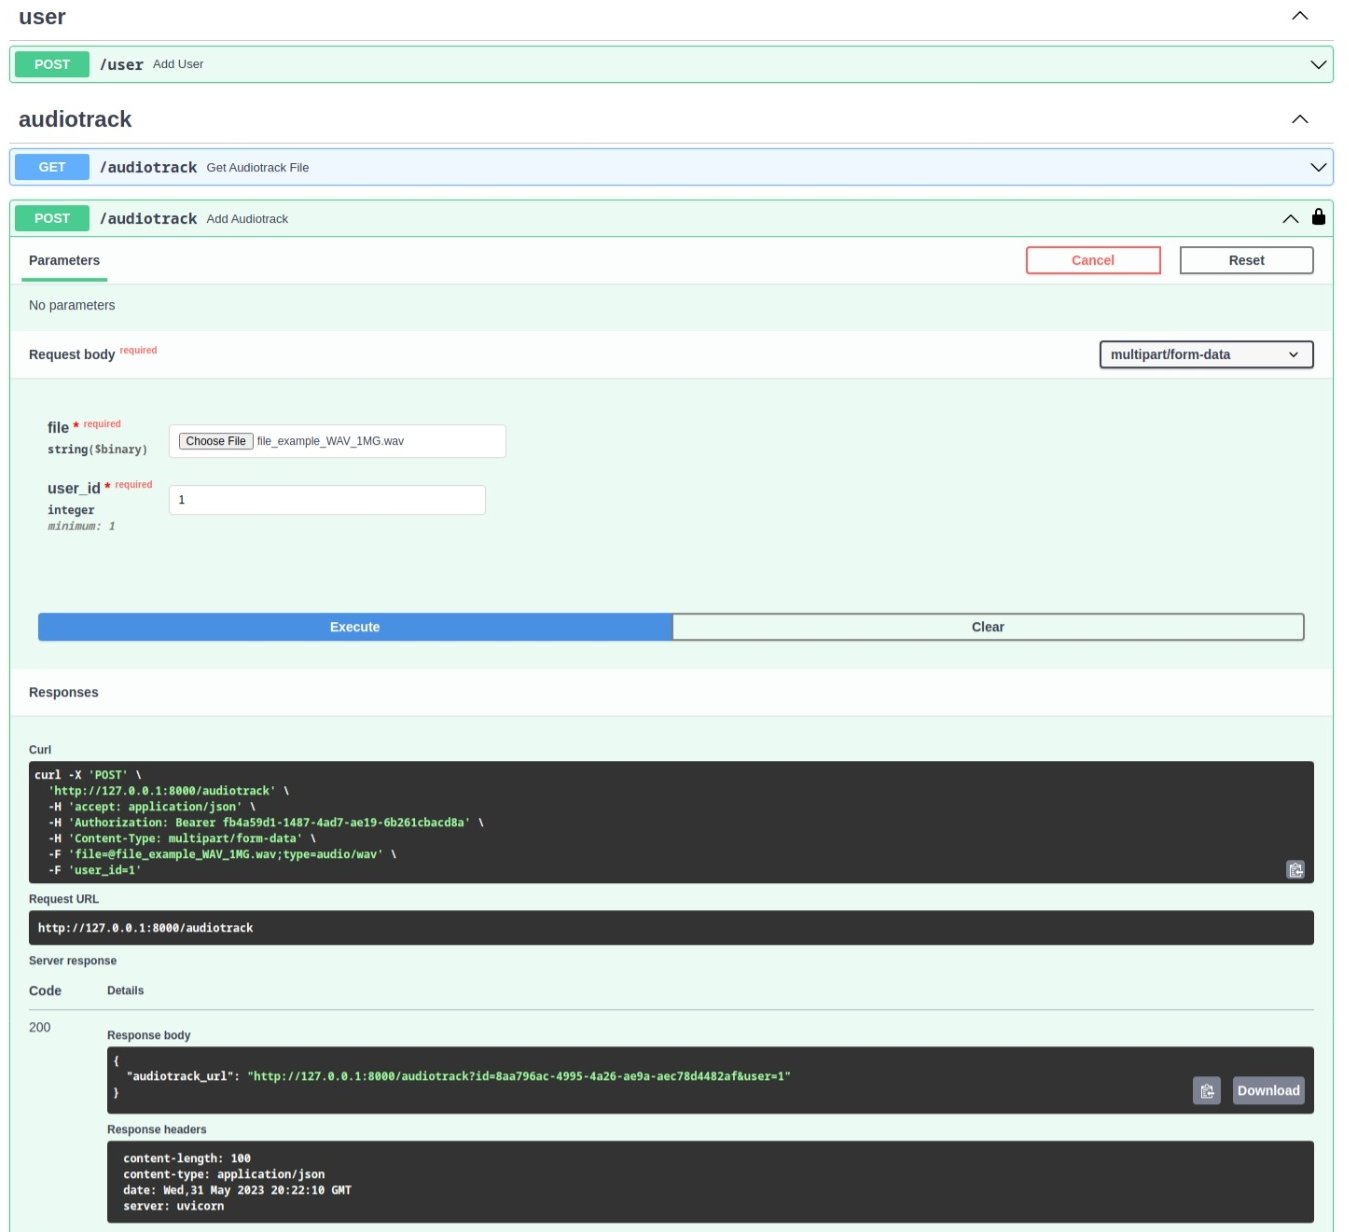 user
POST /user Add User
audiotrack
GET /audiotrack Get Audiotrack File
POST /audiotrack Add Audiotrack
Parameters Cancel Reset
No parameters
Request body required multipart/form-data
file * required
string($binary)
Choose File file_example_WAV_1MG.wav
user_id * required
integer
minimum: 1
1
Execute Clear
Responses
Curl
curl -X 'POST' \
'http://127.0.0.1:8000/audiotrack' \
-H 'accept: application/json' \
-H 'Authorization: Bearer fb4a59d1-1487-4ad7-ae19-6b261cbacd8a' \
-H 'Content-Type: multipart/form-data' \
-F 'file=@file_example_WAV_1MG.wav;type=audio/wav' \
-F 'user_id=1'
Request URL
http://127.0.0.1:8000/audiotrack
Server response
Code Details
200
Response body
{
"audiotrack_url": "http://127.0.0.1:8000/audiotrack?id=8aa796ac-4995-4a26-ae9a-aec78d4482af&user=1"
}
Download
Response headers
content-length: 100
content-type: application/json
date: Wed,31 May 2023 20:22:10 GMT
server: uvicorn